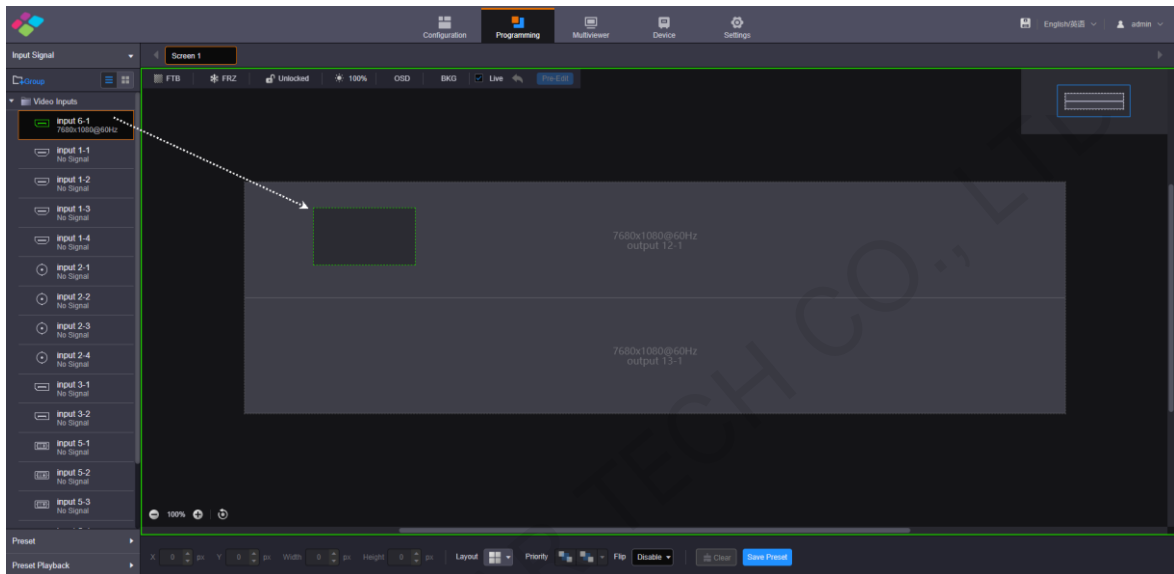 Configuration
Programming
Multiviewer
Device
Settings
English/英语
admin
Input Signal
Screen 1
Group
FTB
FRZ
Unlocked
100%
OSD
BKG
Live
Pre-Edit
Video Inputs
input 6-1
7680x1080@60Hz
input 1-1
No Signal
input 1-2
No Signal
input 1-3
No Signal
input 1-4
No Signal
input 2-1
No Signal
input 2-2
No Signal
input 2-3
No Signal
input 2-4
No Signal
input 3-1
No Signal
input 3-2
No Signal
input 5-1
No Signal
input 5-2
No Signal
input 5-3
No Signal
7680x1080@60Hz
output 12-1
7680x1080@60Hz
output 13-1
100%
Preset
Preset Playback
X 0 px Y 0 px Width 0 px Height 0 px Layout Priority Flip Disable Clear Save Preset
TECH CO., LTD